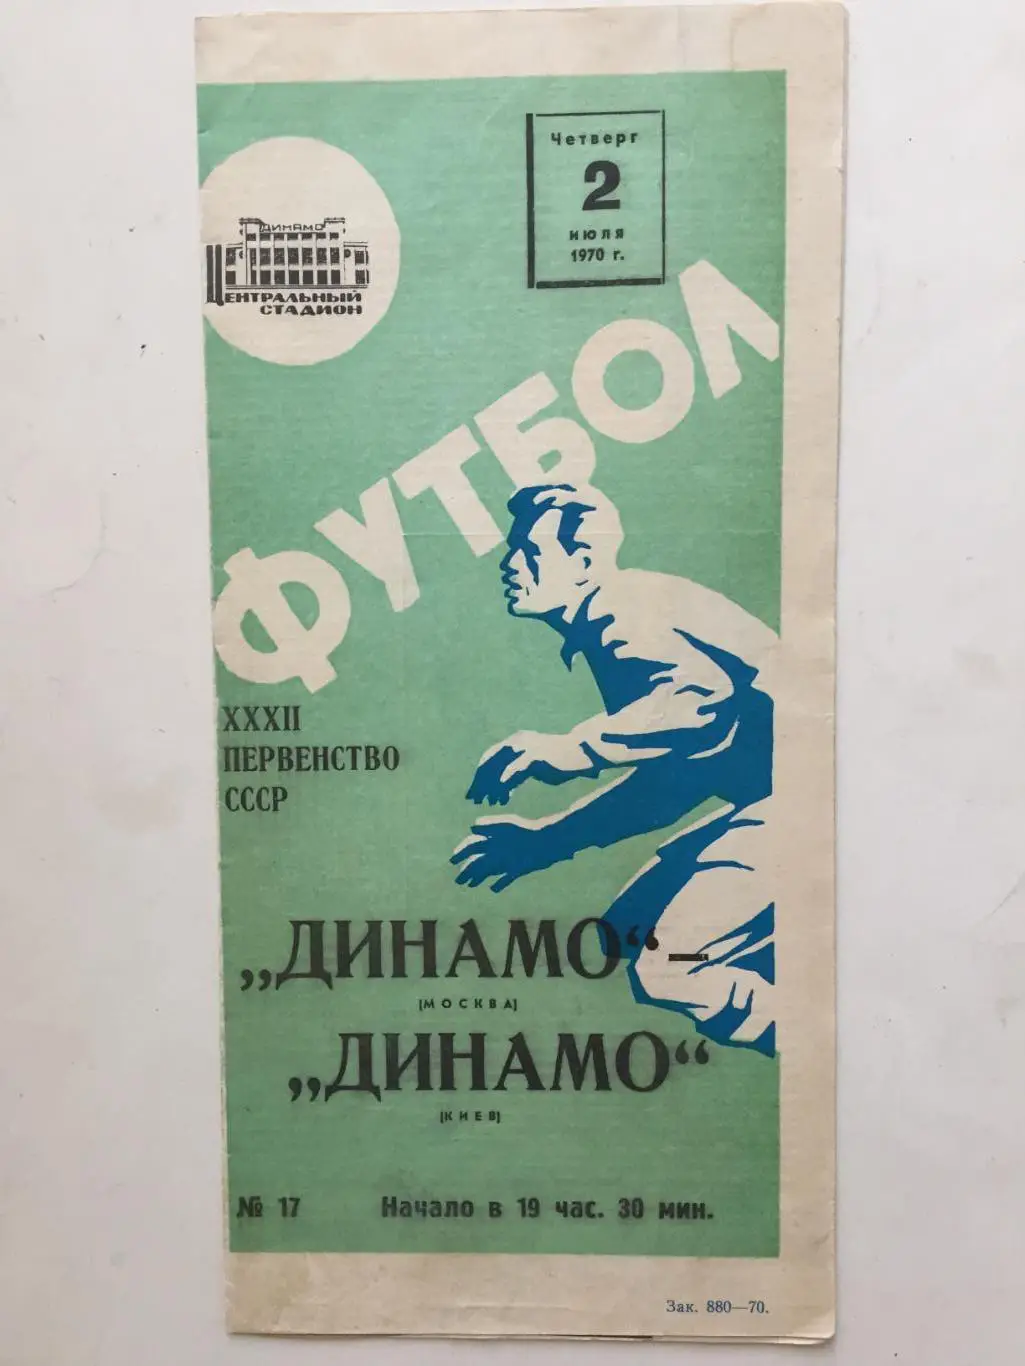 Четверг
2
июля
1970 г.
ДИНАМО
ЦЕНТРАЛЬНЫЙ
СТАДИОН
ФУТБОЛ
XXXII
ПЕРВЕНСТВО
СССР
„ДИНАМО“ —
[МОСКВА]
„ДИНАМО“
[КИЕВ]
№ 17 Начало в 19 час. 30 мин.
Зак. 880—70.